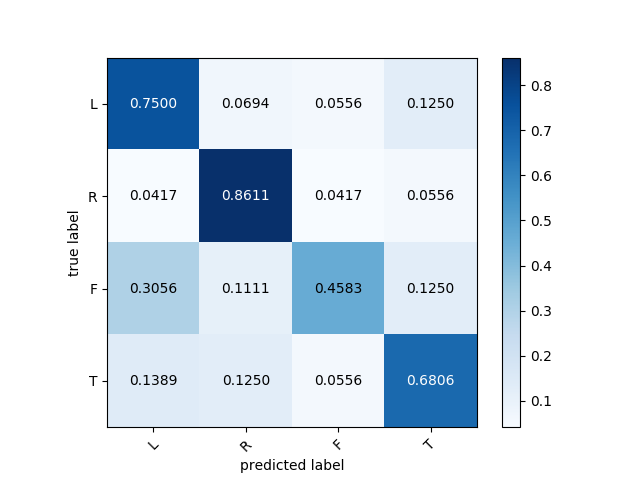 L 0.7500 0.0694 0.0556 0.1250
R 0.0417 0.8611 0.0417 0.0556
F 0.3056 0.1111 0.4583 0.1250
T 0.1389 0.1250 0.0556 0.6806
L R F T
predicted label
true label
0.8
0.7
0.6
0.5
0.4
0.3
0.2
0.1